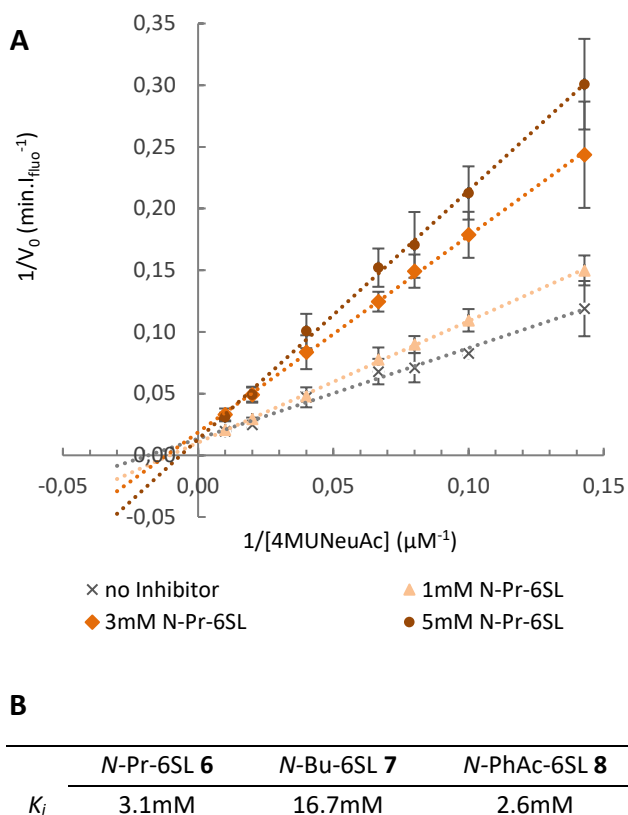 A
0,35
0,30
0,25
0,20
0,15
0,10
0,05
0,00
-0,05
-0,05 0,00 0,05 0,10 0,15
1/V₀ (min.I_fluo⁻¹)
1/[4MUNeuAc] (µM⁻¹)
no Inhibitor 1mM N-Pr-6SL
3mM N-Pr-6SL 5mM N-Pr-6SL
B
N-Pr-6SL 6 N-Bu-6SL 7 N-PhAc-6SL 8
Ki 3.1mM 16.7mM 2.6mM